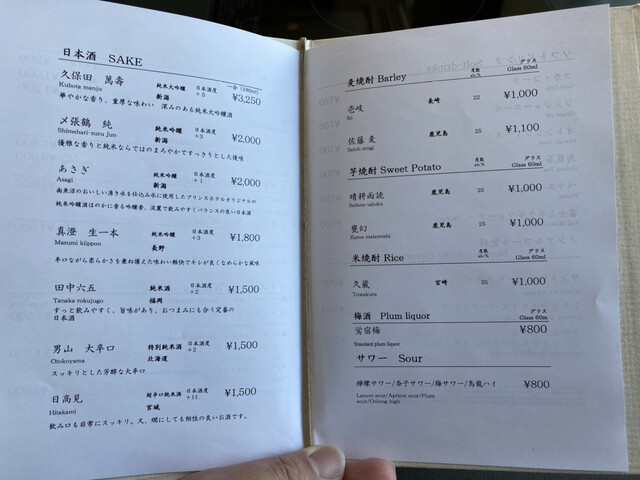 日本酒 SAKE
一合 (180ml)
久保田 萬壽 純米大吟醸 日本酒度 ¥3,250
Kubota manju 新潟 +5
華やかな香り、重厚な味わい 深みのある純米大吟醸酒
〆張鶴 純 純米吟醸 日本酒度 ¥2,000
Shimehari-turu Jun 新潟 +3
優雅な香りと純米ならではのまろやかですっきりとした後味
あさぎ 純米吟醸 日本酒度 ¥2,000
Asagi 新潟 +1
南魚沼のおいしい湧き水を仕込み水に使用したプリンスホテルオリジナルの
純米吟醸酒ほのかに香る吟醸香、淡麗で飲みやすくバランスの良い日本酒
真澄 生一本 純米吟醸 日本酒度 ¥1,800
Masumi kiippon 長野 +3
辛口ながら柔らかさを兼ね備えた味わい軽快でキレが良くなめらかな風味
田中六五 純米酒 日本酒度 ¥1,500
Tanaka rokujugo 福岡 +2
すっと飲みやすく、旨味があり、おつまみにも合う定番の
日本酒
男山 大辛口 特別純米酒 日本酒度 ¥1,500
Otokoyama 北海道 +2
スッキリとした芳醇な大辛口
日高見 超辛口純米酒 日本酒度 ¥1,500
Hitakami 宮城 +11
飲み口も非常にスッキリ。又、燗にしても相性の良いお酒です。
麦焼酎 Barley 度数 alc.% グラス Glass 60ml
壱岐 長崎 22 ¥1,000
Iki
佐藤 麦 鹿児島 25 ¥1,100
Satoh mugi
芋焼酎 Sweet Potato 度数 alc.% グラス Glass 60ml
晴耕雨読 鹿児島 25 ¥1,000
Seikou-udoku
甕幻 鹿児島 25 ¥1,000
Kame maboroshi
米焼酎 Rice 度数 alc.% グラス Glass 60ml
久蔵 宮崎 25 ¥1,000
梅酒 Plum liquor グラス Glass 60m
鶯宿梅 ¥800
Standard plum liquor
サワー Sour
檸檬サワー/杏子サワー/梅サワー/烏龍ハイ ¥800
Lemon sour/Apricot sour/Plum
sour/Oolong high